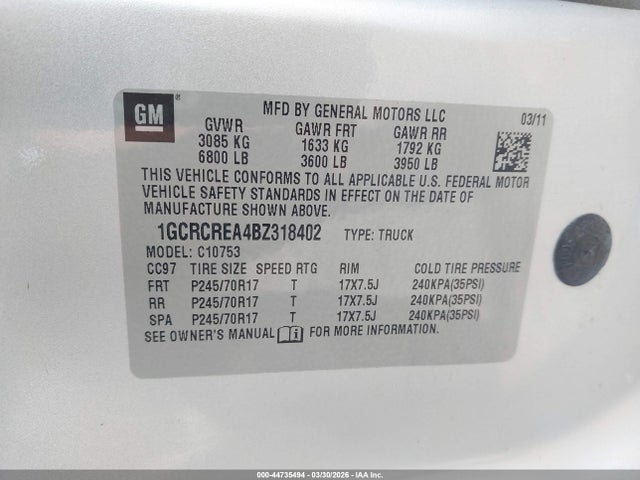 GM
®
MFD BY GENERAL MOTORS LLC
03/11
GVWR GAWR FRT GAWR RR
3085 KG 1633 KG 1792 KG
6800 LB 3600 LB 3950 LB
THIS VEHICLE CONFORMS TO ALL APPLICABLE U.S. FEDERAL MOTOR
VEHICLE SAFETY STANDARDS IN EFFECT ON THE DATE OF
MANUFACTURE SHOWN ABOVE.
1GCRCREA4BZ318402 TYPE: TRUCK
MODEL: C10753
CC97 TIRE SIZE SPEED RTG RIM COLD TIRE PRESSURE
FRT P245/70R17 T 17X7.5J 240KPA(35PSI)
RR P245/70R17 T 17X7.5J 240KPA(35PSI)
SPA P245/70R17 T 17X7.5J 240KPA(35PSI)
SEE OWNER'S MANUAL FOR MORE INFORMATION.
000-44735494 | 03/30/2026 | IAA Inc.